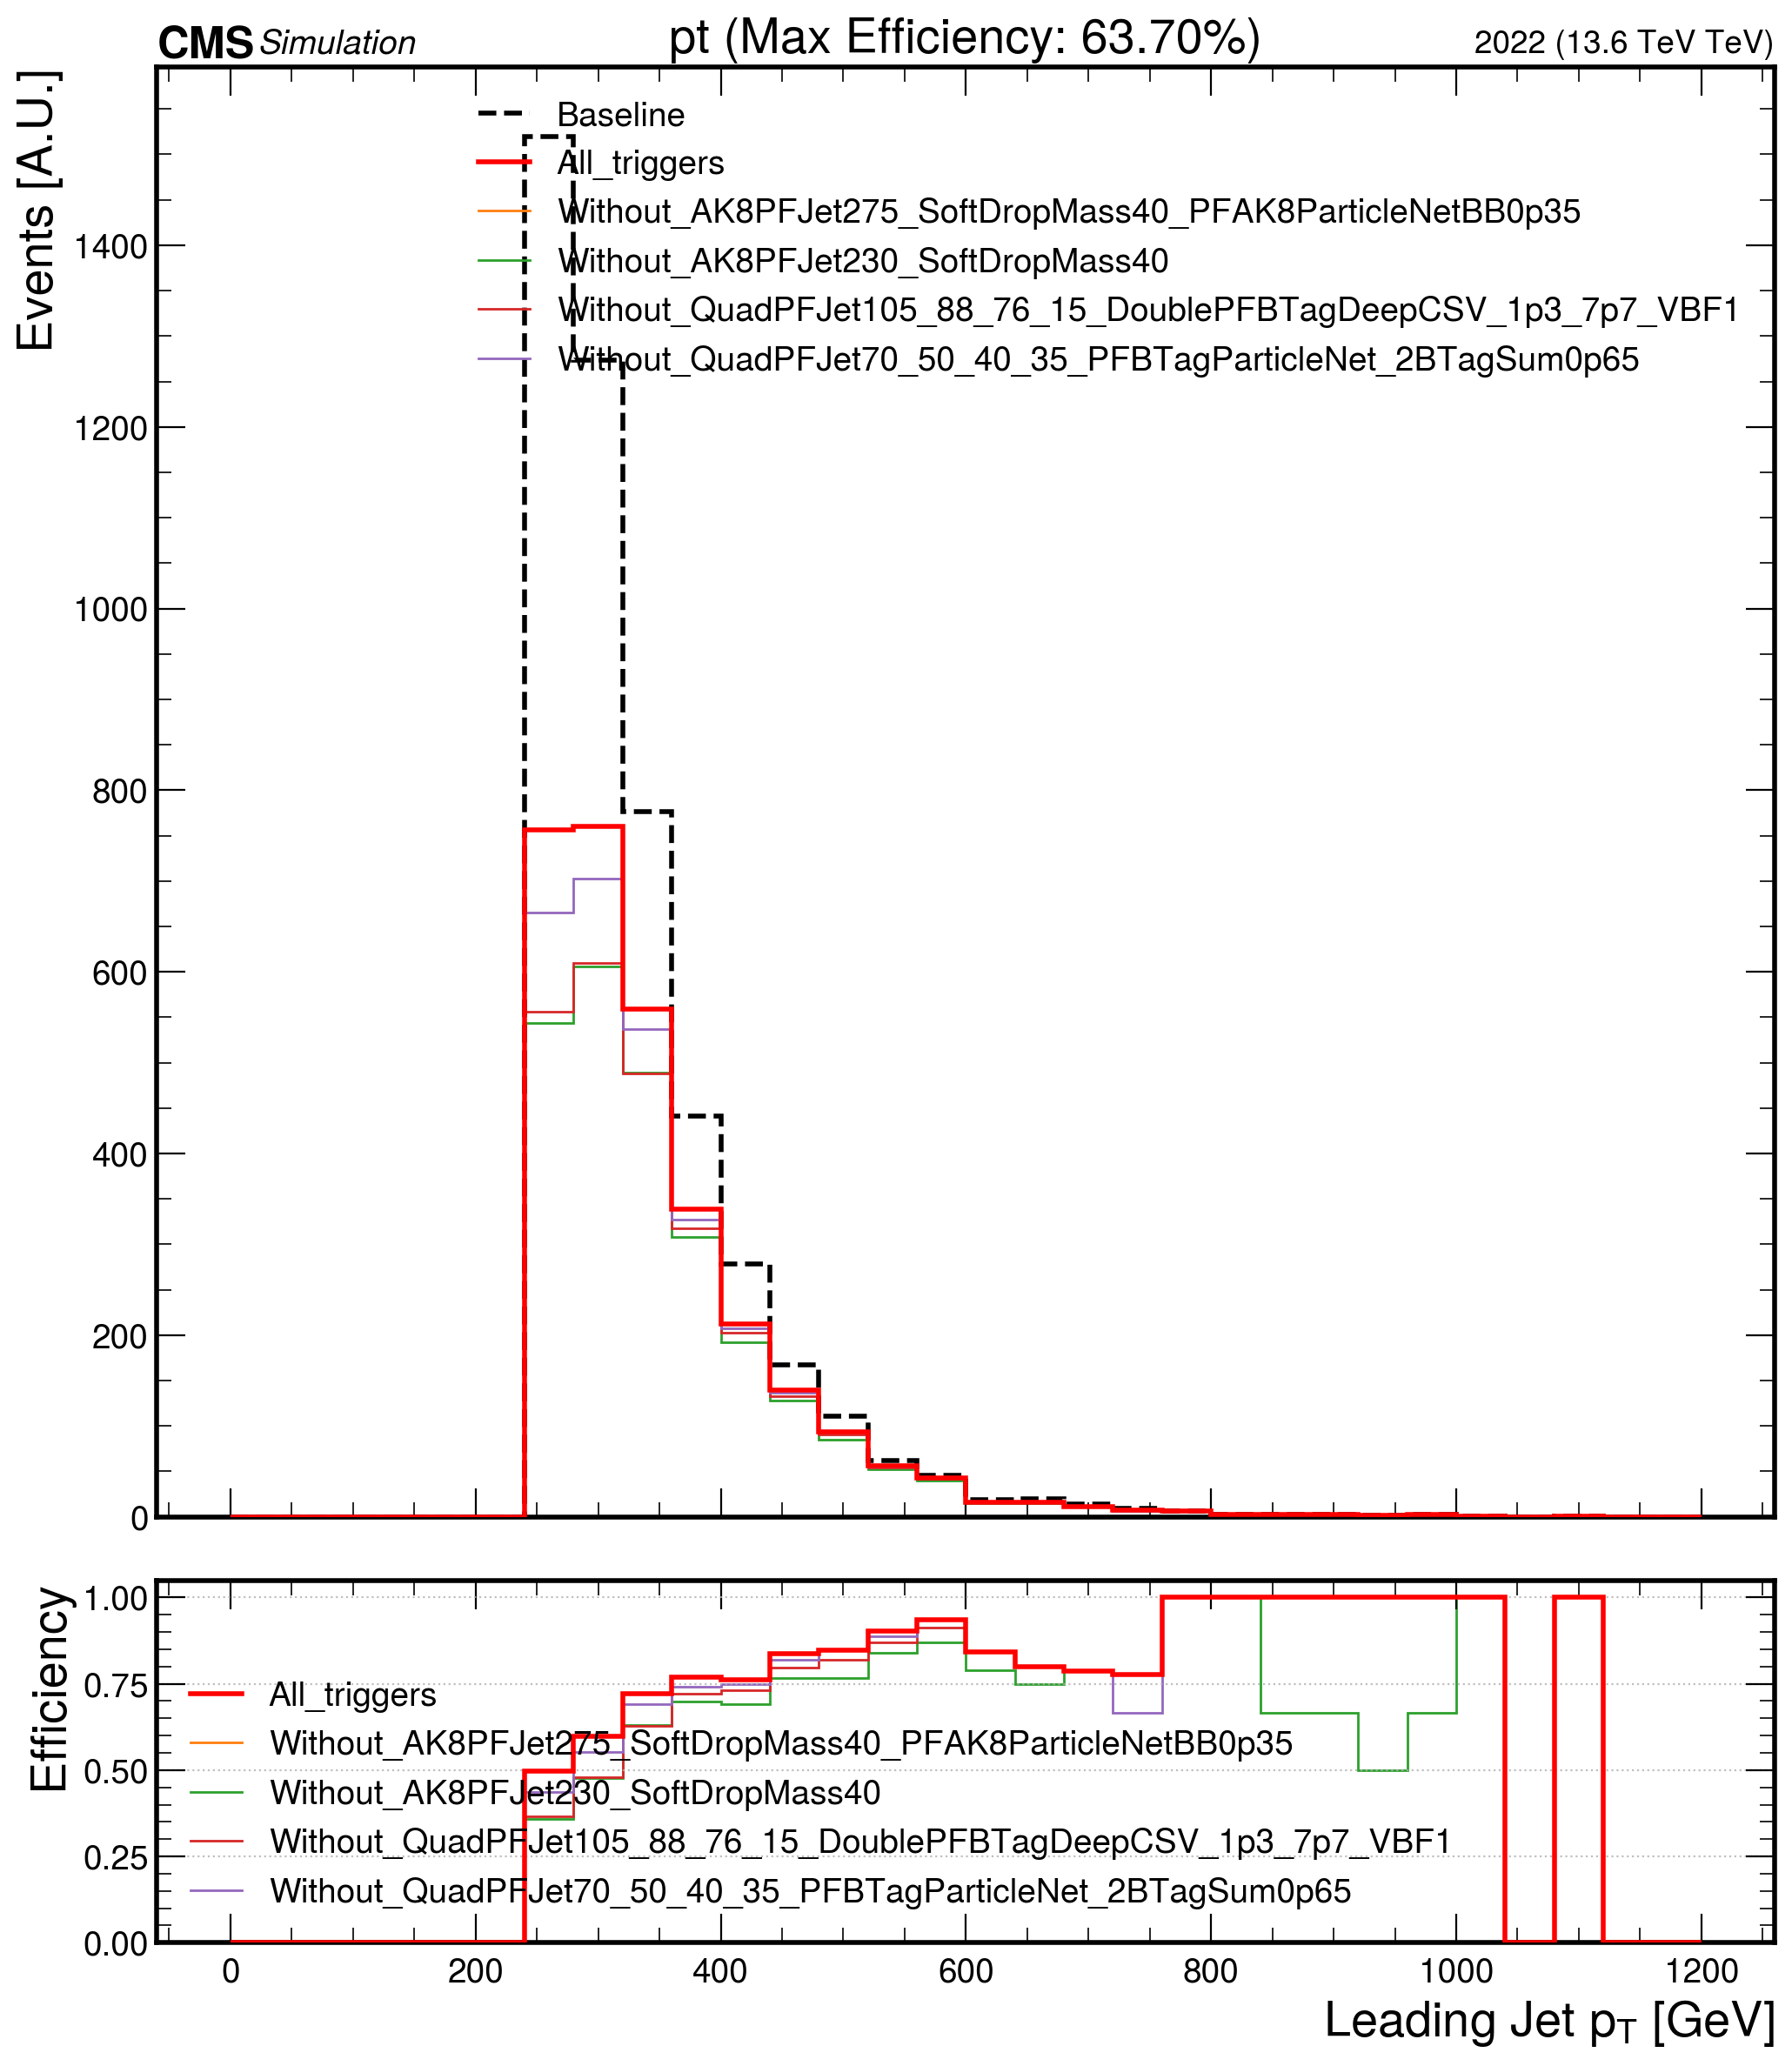 CMS Simulation pt (Max Efficiency: 63.70%) 2022 (13.6 TeV TeV)
Events [A.U.]
Baseline
All_triggers
Without_AK8PFJet275_SoftDropMass40_PFAK8ParticleNetBB0p35
Without_AK8PFJet230_SoftDropMass40
Without_QuadPFJet105_88_76_15_DoublePFBTagDeepCSV_1p3_7p7_VBF1
Without_QuadPFJet70_50_40_35_PFBTagParticleNet_2BTagSum0p65
1400
1200
1000
800
600
400
200
0
Efficiency
1.00
0.75
0.50
0.25
0.00
All_triggers
Without_AK8PFJet275_SoftDropMass40_PFAK8ParticleNetBB0p35
Without_AK8PFJet230_SoftDropMass40
Without_QuadPFJet105_88_76_15_DoublePFBTagDeepCSV_1p3_7p7_VBF1
Without_QuadPFJet70_50_40_35_PFBTagParticleNet_2BTagSum0p65
0 200 400 600 800 1000 1200
Leading Jet pT [GeV]